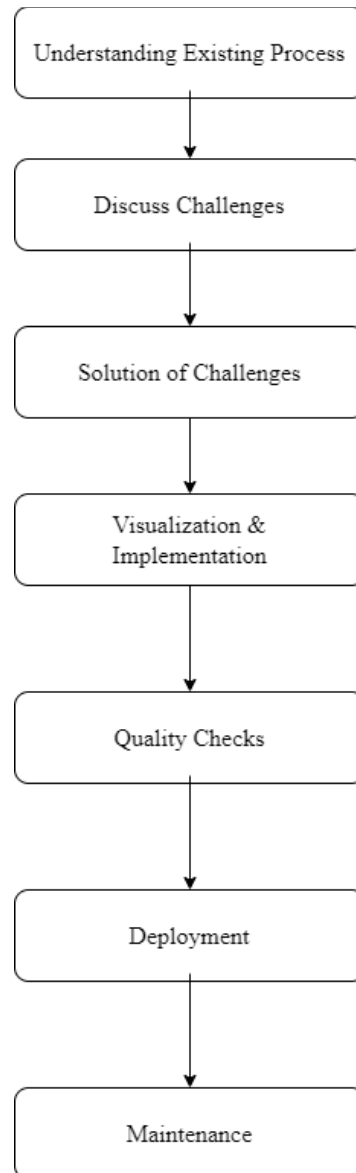 Understanding Existing Process
Discuss Challenges
Solution of Challenges
Visualization &
Implementation
Quality Checks
Deployment
Maintenance